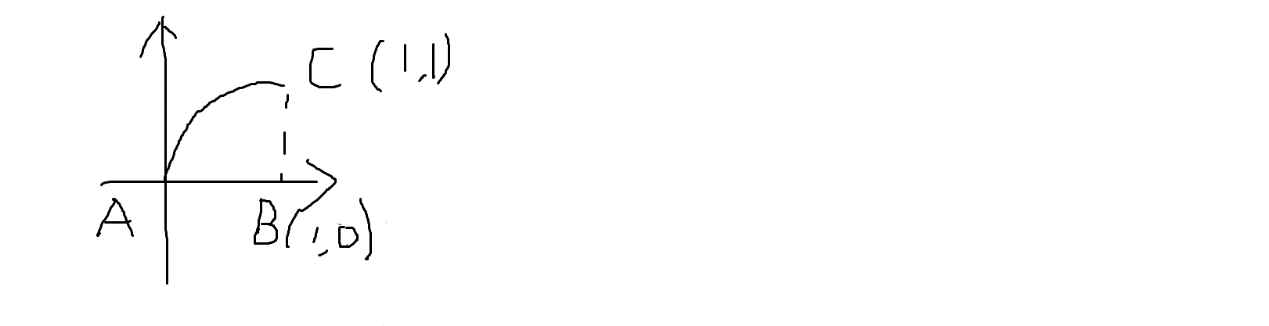 C (1,1)
A
B(1,0)